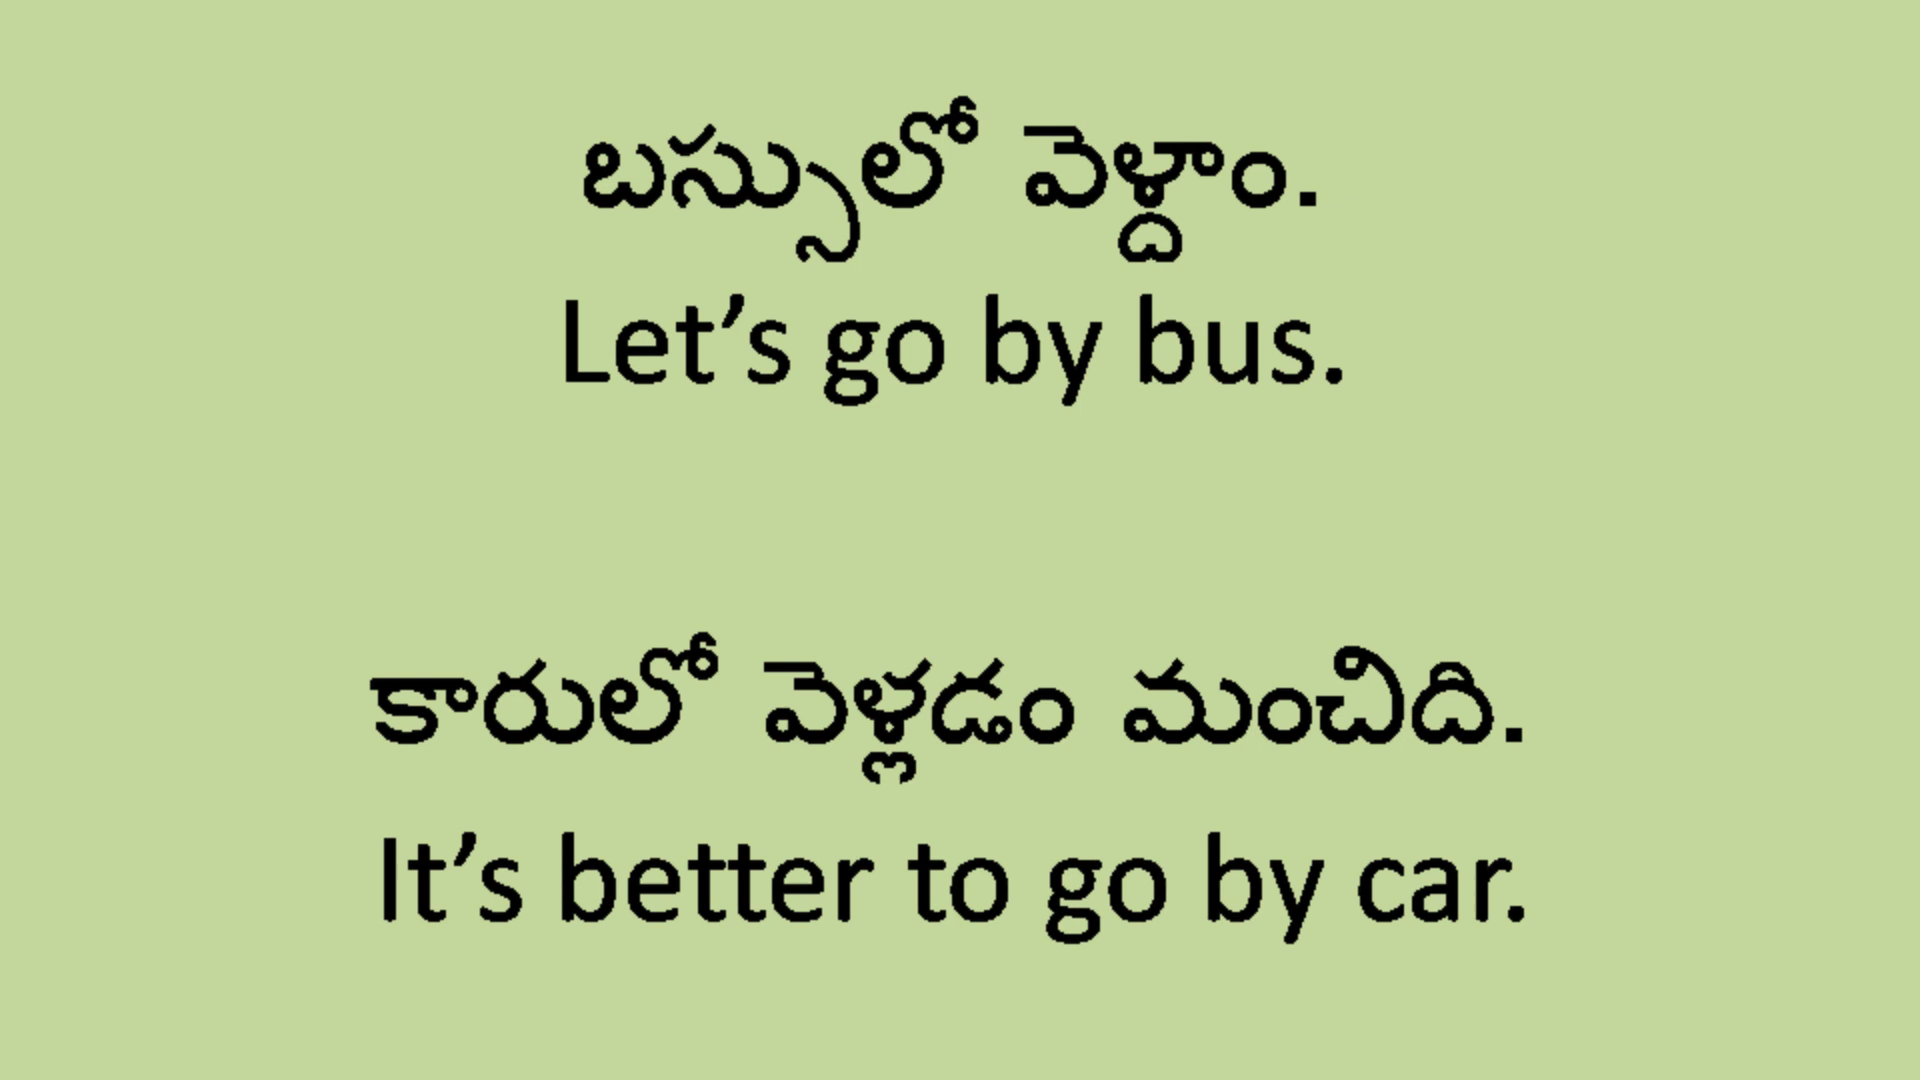 బస్సులో వెళ్దాం.
Let’s go by bus.
కారులో వెళ్లడం మంచిది.
It’s better to go by car.